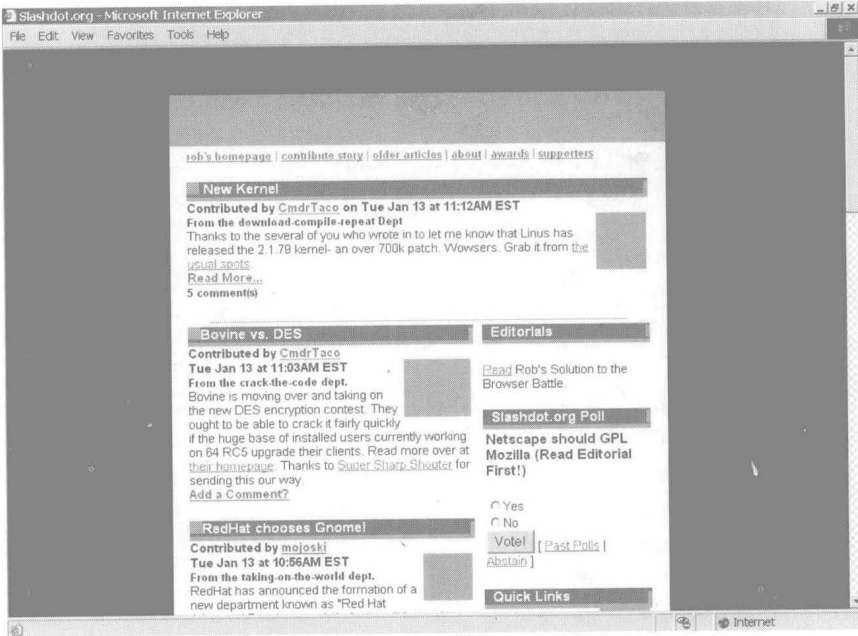 Slashdot.org - Microsoft Internet Explorer
File Edit View Favorites Tools Help
rob's homepage | contribute story | older articles | about | awards | supporters
New Kernel
Contributed by CmdrTaco on Tue Jan 13 at 11:12AM EST
From the download-compile-repeat Dept
Thanks to the several of you who wrote in to let me know that Linus has
released the 2.1.79 kernel- an over 700k patch. Wowsers. Grab it from the
usual spots.
Read More...
5 comment(s)
Bovine vs. DES
Contributed by CmdrTaco
Tue Jan 13 at 11:03AM EST
From the crack-the-code dept.
Bovine is moving over and taking on
the new DES encryption contest. They
ought to be able to crack it fairly quickly
if the huge base of installed users currently working
on 64 RC5 upgrade their clients. Read more over at
their homepage. Thanks to Super Sharp Shooter for
sending this our way.
Add a Comment?
RedHat chooses Gnome!
Contributed by mojoski
Tue Jan 13 at 10:56AM EST
From the taking-on-the-world dept.
RedHat has announced the formation of a
new department known as "Red Hat
Editorials
Read Rob's Solution to the
Browser Battle.
Slashdot.org Poll
Netscape should GPL
Mozilla (Read Editorial
First!)
Yes
No
Vote! [ Past Polls |
Abstain ]
Quick Links
Internet